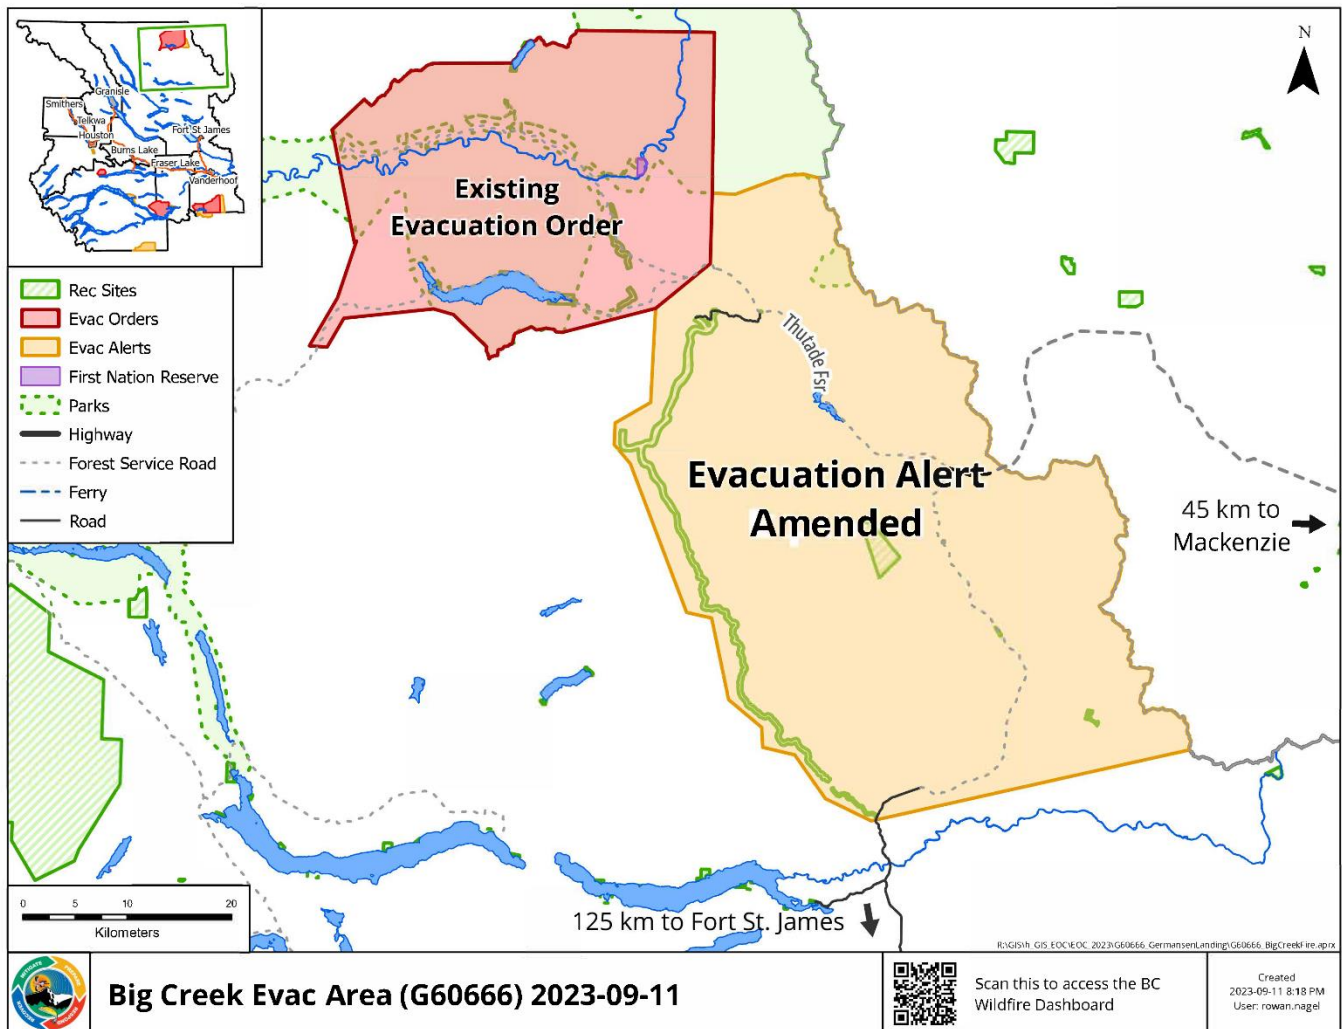 Granisle
Smithers
Telkwa
Houston
Fort St James
Burns Lake
Fraser Lake
Vanderhoof
N
Existing
Evacuation Order
Rec Sites
Evac Orders
Evac Alerts
First Nation Reserve
Parks
Highway
Forest Service Road
Ferry
Road
Thutade Fsr
Evacuation Alert
Amended
45 km to
Mackenzie
0 5 10 20
Kilometers
125 km to Fort St. James
Big Creek Evac Area (G60666) 2023-09-11
MITIGATE
PREPARE
RESPOND
RECOVER
Scan this to access the BC
Wildfire Dashboard
Created
2023-09-11 8:18 PM
User: rowan.nagel